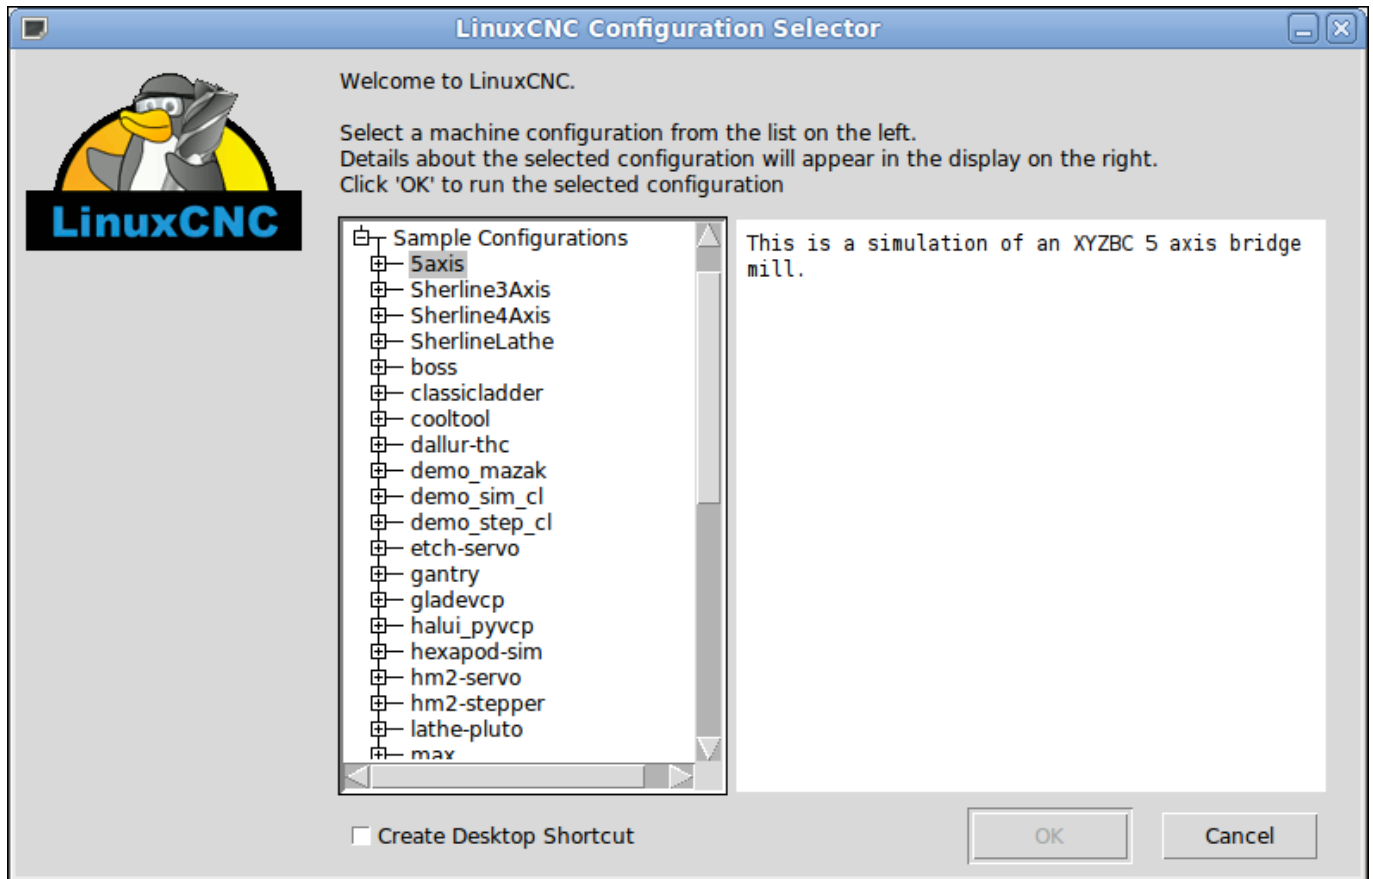 LinuxCNC Configuration Selector
LinuxCNC
Welcome to LinuxCNC.
Select a machine configuration from the list on the left.
Details about the selected configuration will appear in the display on the right.
Click 'OK' to run the selected configuration
Sample Configurations
5axis
Sherline3Axis
Sherline4Axis
SherlineLathe
boss
classicladder
cooltool
dallur-thc
demo_mazak
demo_sim_cl
demo_step_cl
etch-servo
gantry
gladevcp
halui_pyvcp
hexapod-sim
hm2-servo
hm2-stepper
lathe-pluto
max
This is a simulation of an XYZBC 5 axis bridge
mill.
Create Desktop Shortcut
OK
Cancel